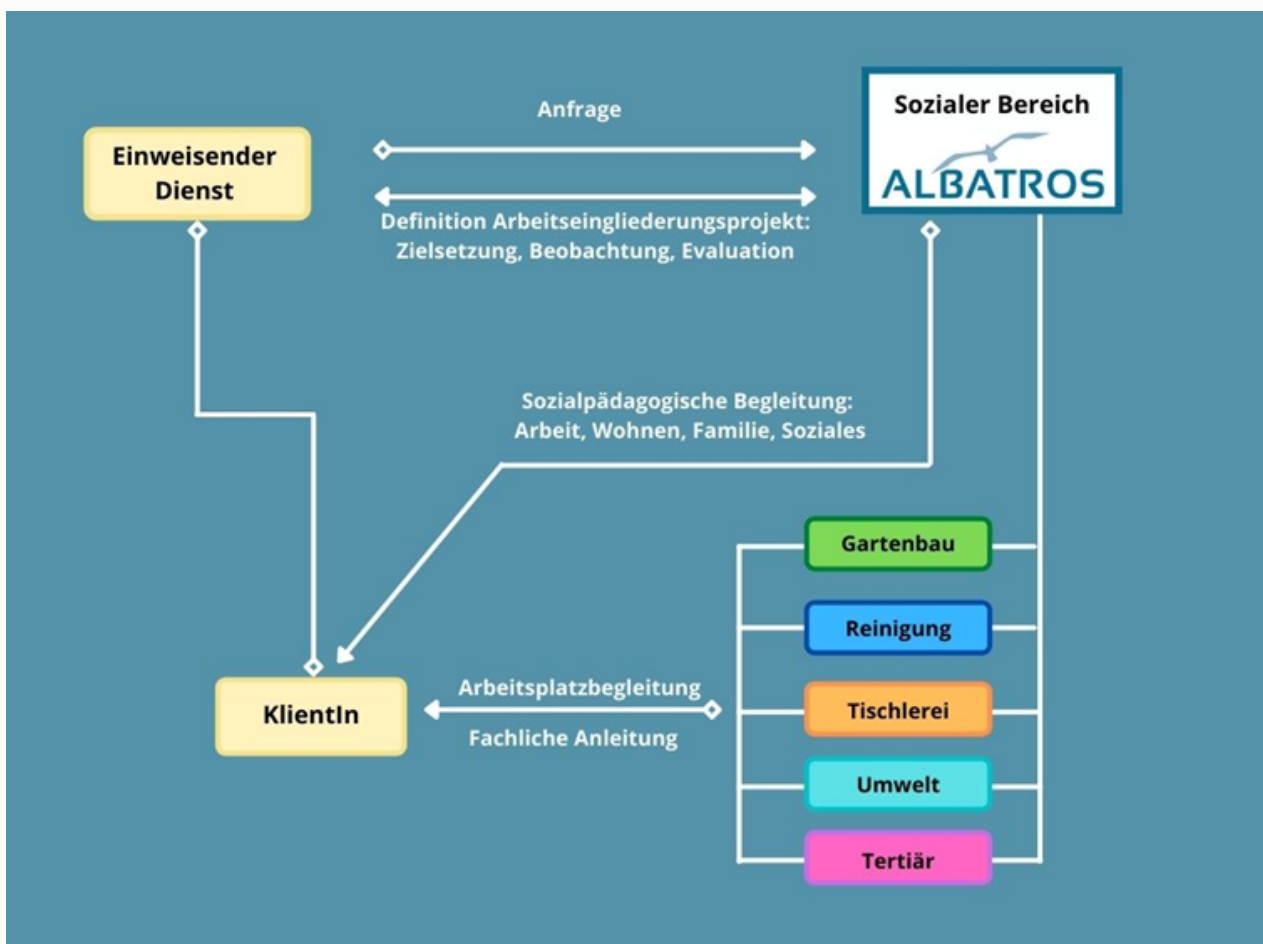 Anfrage
Sozialer Bereich
ALBATROS
Einweisender
Dienst
Definition Arbeitseingliederungsprojekt:
Zielsetzung, Beobachtung, Evaluation
Sozialpädagogische Begleitung:
Arbeit, Wohnen, Familie, Soziales
Gartenbau
Reinigung
Tischlerei
Umwelt
Tertiär
KlientIn
Arbeitsplatzbegleitung
Fachliche Anleitung